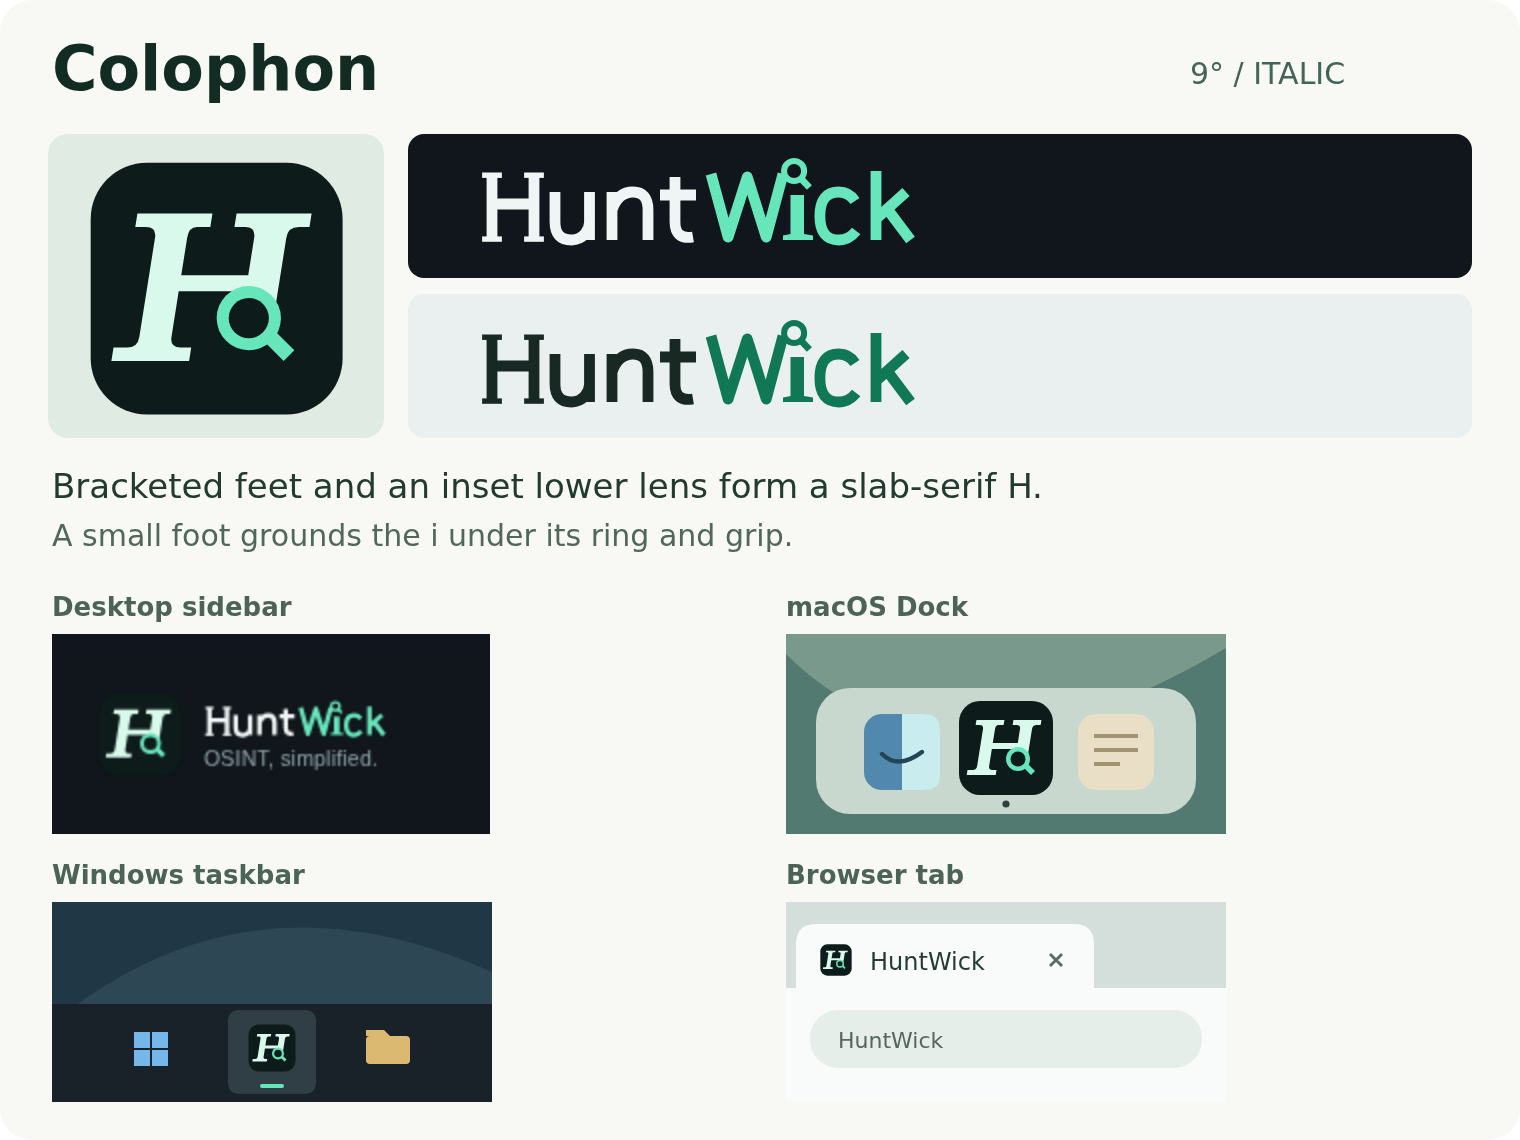 Colophon
9° / ITALIC
H
HuntWick
HuntWick
Bracketed feet and an inset lower lens form a slab-serif H.
A small foot grounds the i under its ring and grip.
Desktop sidebar
macOS Dock
H
HuntWick
OSINT, simplified.
H
Windows taskbar
Browser tab
H
H
HuntWick
×
HuntWick